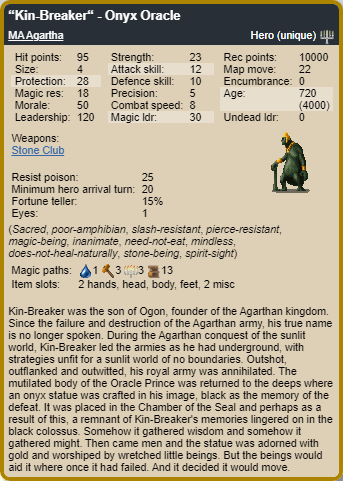 “Kin-Breaker“ - Onyx Oracle
MA Agartha Hero (unique)
Hit points: 95 Strength: 23 Rec points: 10000
Size: 4 Attack skill: 12 Map move: 22
Protection: 28 Defence skill: 10 Encumbrance: 0
Magic res: 18 Precision: 5 Age: 720
Morale: 50 Combat speed: 8 (4000)
Leadership: 120 Magic ldr: 30 Undead ldr: 0
Weapons:
Stone Club
Resist poison: 25
Minimum hero arrival turn: 20
Fortune teller: 15%
Eyes: 1
(Sacred, poor-amphibian, slash-resistant, pierce-resistant,
magic-being, inanimate, need-not-eat, mindless,
does-not-heal-naturally, stone-being, spirit-sight)
Magic paths: 1 3 3 13
Item slots: 2 hands, head, body, feet, 2 misc
Kin-Breaker was the son of Ogon, founder of the Agarthan kingdom.
Since the failure and destruction of the Agarthan army, his true name
is no longer spoken. During the Agarthan conquest of the sunlit
world, Kin-Breaker led the armies as he had underground, with
strategies unfit for a sunlit world of no boundaries. Outshot,
outflanked and outwitted, his royal army was annihilated. The
mutilated body of the Oracle Prince was returned to the deeps where
an onyx statue was crafted in his image, black as the memory of the
defeat. It was placed in the Chamber of the Seal and perhaps as a
result of this, a remnant of Kin-Breaker's memories lingered on in the
black colossus. Somehow it gathered wisdom and somehow it
gathered might. Then came men and the statue was adorned with
gold and worshiped by wretched little beings. But the beings would
aid it where once it had failed. And it decided it would move.